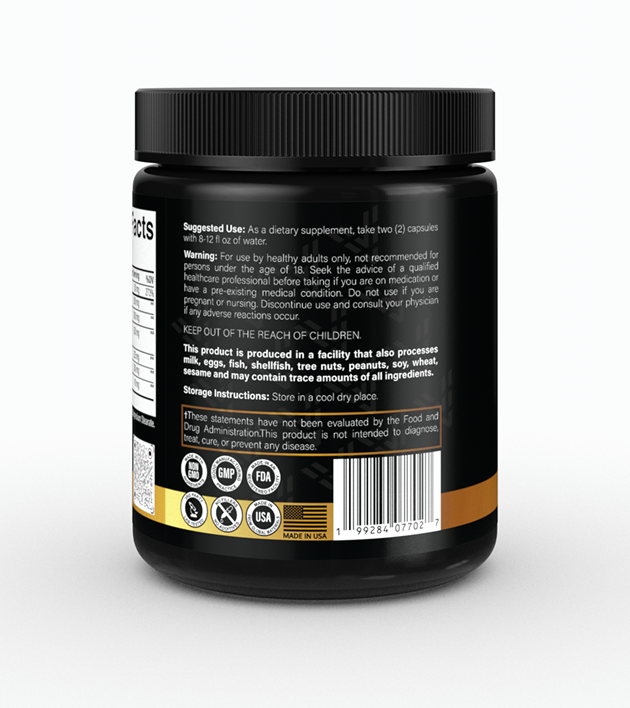 Facts
%DV
Suggested Use: As a dietary supplement, take two (2) capsules
with 8-12 fl oz of water.
Warning: For use by healthy adults only, not recommended for
persons under the age of 18. Seek the advice of a qualified
healthcare professional before taking if you are on medication or
have a pre-existing medical condition. Do not use if you are
pregnant or nursing. Discontinue use and consult your physician
if any adverse reactions occur.
KEEP OUT OF THE REACH OF CHILDREN.
This product is produced in a facility that also processes
milk, eggs, fish, shellfish, tree nuts, peanuts, soy, wheat,
sesame and may contain trace amounts of all ingredients.
Storage Instructions: Store in a cool dry place.
†These statements have not been evaluated by the Food and
Drug Administration.This product is not intended to diagnose,
treat, cure, or prevent any disease.
NON GMO
GMP
FDA
USA
MADE IN USA
1 99284 07702 7